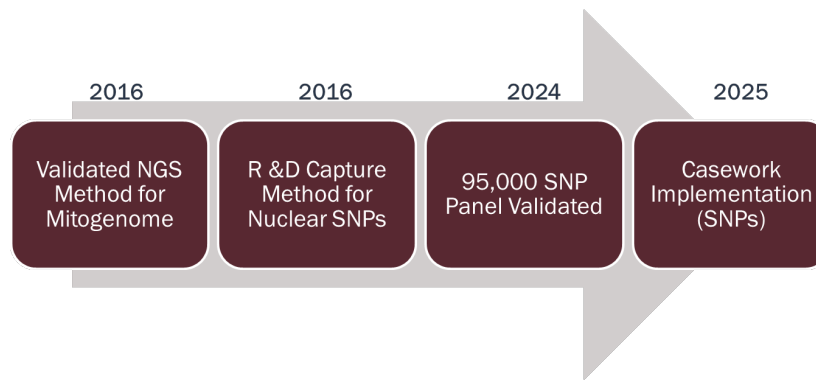 2016
2016
2024
2025
Validated NGS
Method for
Mitogenome
R &D Capture
Method for
Nuclear SNPs
95,000 SNP
Panel Validated
Casework
Implementation
(SNPs)